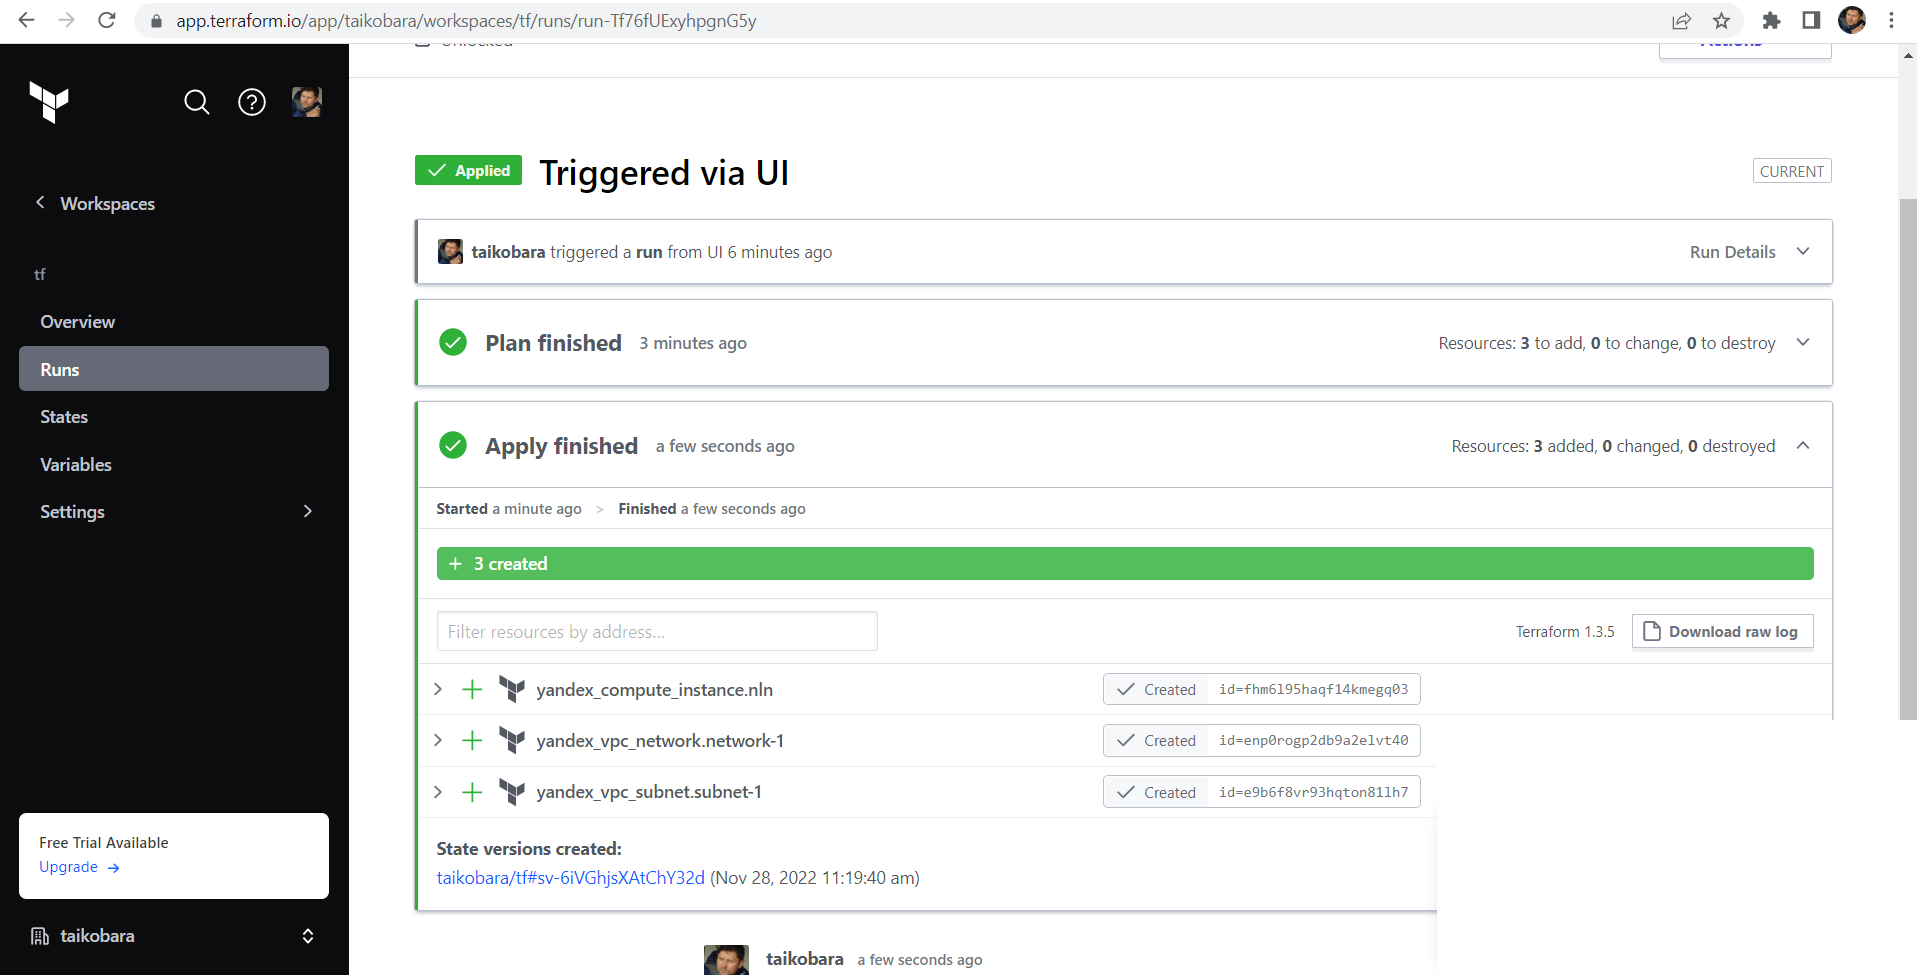 app.terraform.io/app/taikobara/workspaces/tf/runs/run-Tf76fUExyhpgnG5y
Unlocked
Actions
Workspaces
tf
Overview
Runs
States
Variables
Settings
Free Trial Available
Upgrade →
taikobara
Applied Triggered via UI CURRENT
taikobara triggered a run from UI 6 minutes ago Run Details
Plan finished 3 minutes ago Resources: 3 to add, 0 to change, 0 to destroy
Apply finished a few seconds ago Resources: 3 added, 0 changed, 0 destroyed
Started a minute ago > Finished a few seconds ago
+ 3 created
Filter resources by address... Terraform 1.3.5 Download raw log
yandex_compute_instance.nln Created id=fhm6l95haqf14kmegq03
yandex_vpc_network.network-1 Created id=enp0rogp2db9a2elvt40
yandex_vpc_subnet.subnet-1 Created id=e9b6f8vr93hqton81lh7
State versions created:
taikobara/tf#sv-6iVGhjsXAtChY32d (Nov 28, 2022 11:19:40 am)
taikobara a few seconds ago